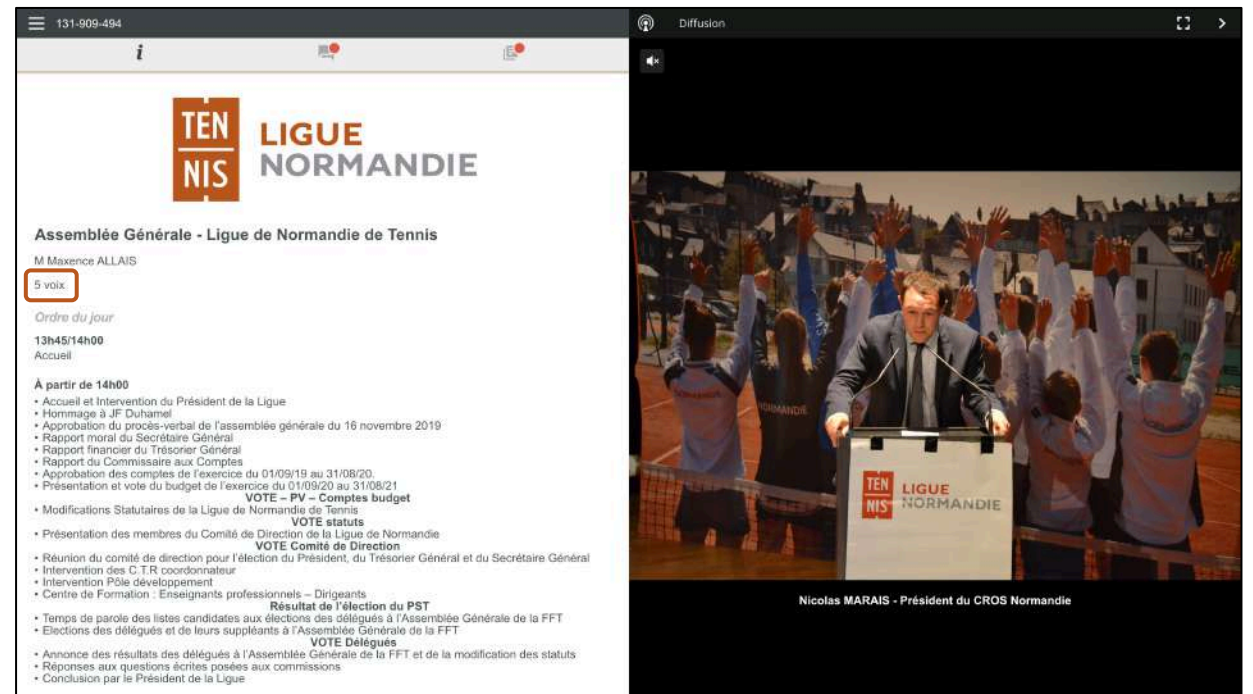 131-909-494
i
TEN
NIS
LIGUE
NORMANDIE
Assemblée Générale - Ligue de Normandie de Tennis
M Maxence ALLAIS
5 voix
Ordre du jour
13h45/14h00
Accueil
À partir de 14h00
• Accueil et Intervention du Président de la Ligue
• Hommage à JF Duhamel
• Approbation du procès-verbal de l'assemblée générale du 16 novembre 2019
• Rapport moral du Secrétaire Général
• Rapport financier du Trésorier Général
• Rapport du Commissaire aux Comptes
• Approbation des comptes de l'exercice du 01/09/19 au 31/08/20.
• Présentation et vote du budget de l'exercice du 01/09/20 au 31/08/21
VOTE – PV – Comptes budget
• Modifications Statutaires de la Ligue de Normandie de Tennis
VOTE statuts
• Présentation des membres du Comité de Direction de la Ligue de Normandie
VOTE Comité de Direction
• Réunion du comité de direction pour l'élection du Président, du Trésorier Général et du Secrétaire Général
• Intervention des C.T.R coordonnateur
• Intervention Pôle développement
• Centre de Formation : Enseignants professionnels – Dirigeants
Résultat de l'élection du PST
• Temps de parole des listes candidates aux élections des délégués à l'Assemblée Générale de la FFT
• Elections des délégués et de leurs suppléants à l'Assemblée Générale de la FFT
VOTE Délégués
• Annonce des résultats des délégués à l'Assemblée Générale de la FFT et de la modification des statuts
• Réponses aux questions écrites posées aux commissions
• Conclusion par le Président de la Ligue
Diffusion
NORMANDIE
TEN
NIS
LIGUE
NORMANDIE
Nicolas MARAIS - Président du CROS Normandie